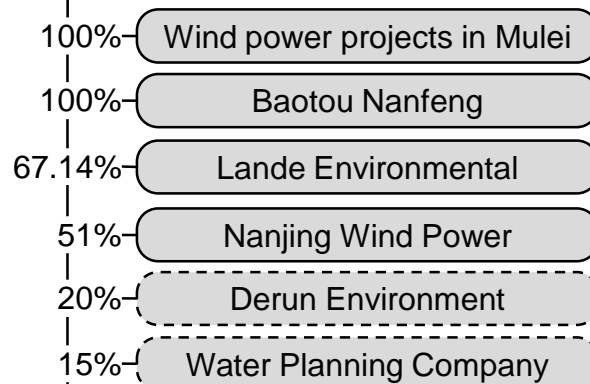 100% Wind power projects in Mulei
100% Baotou Nanfeng
67.14% Lande Environmental
51% Nanjing Wind Power
20% Derun Environment
15% Water Planning Company